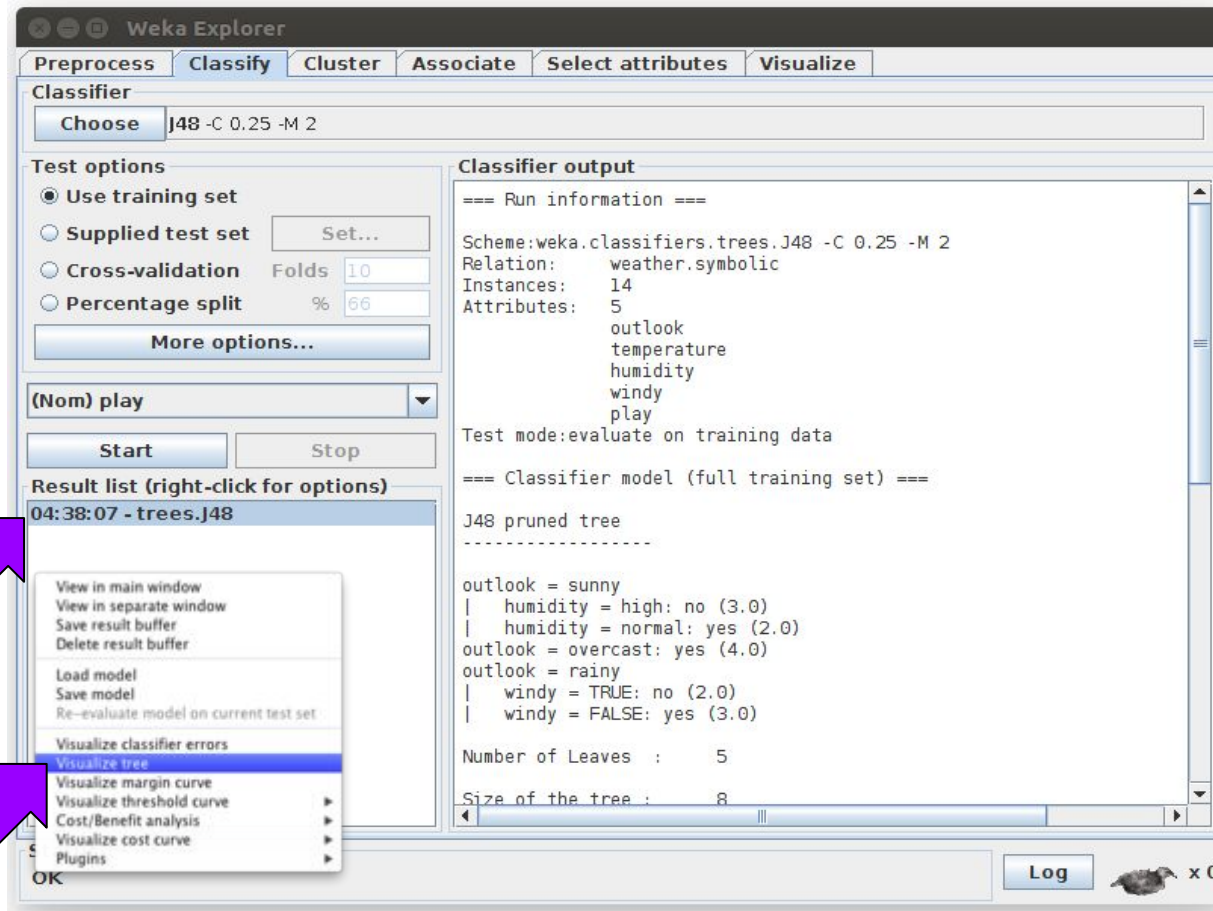 Weka Explorer
Preprocess Classify Cluster Associate Select attributes Visualize
Classifier
Choose J48 -C 0.25 -M 2
Test options
Use training set
Supplied test set Set...
Cross-validation Folds 10
Percentage split % 66
More options...
(Nom) play
Start Stop
Result list (right-click for options)
04:38:07 - trees.J48
View in main window
View in separate window
Save result buffer
Delete result buffer
Load model
Save model
Re-evaluate model on current test set
Visualize classifier errors
Visualize tree
Visualize margin curve
Visualize threshold curve
Cost/Benefit analysis
Visualize cost curve
Plugins
Classifier output
=== Run information ===
Scheme:weka.classifiers.trees.J48 -C 0.25 -M 2
Relation: weather.symbolic
Instances: 14
Attributes: 5
outlook
temperature
humidity
windy
play
Test mode:evaluate on training data
=== Classifier model (full training set) ===
J48 pruned tree
------------------
outlook = sunny
| humidity = high: no (3.0)
| humidity = normal: yes (2.0)
outlook = overcast: yes (4.0)
outlook = rainy
| windy = TRUE: no (2.0)
| windy = FALSE: yes (3.0)
Number of Leaves : 5
Size of the tree : 8
OK
Log x